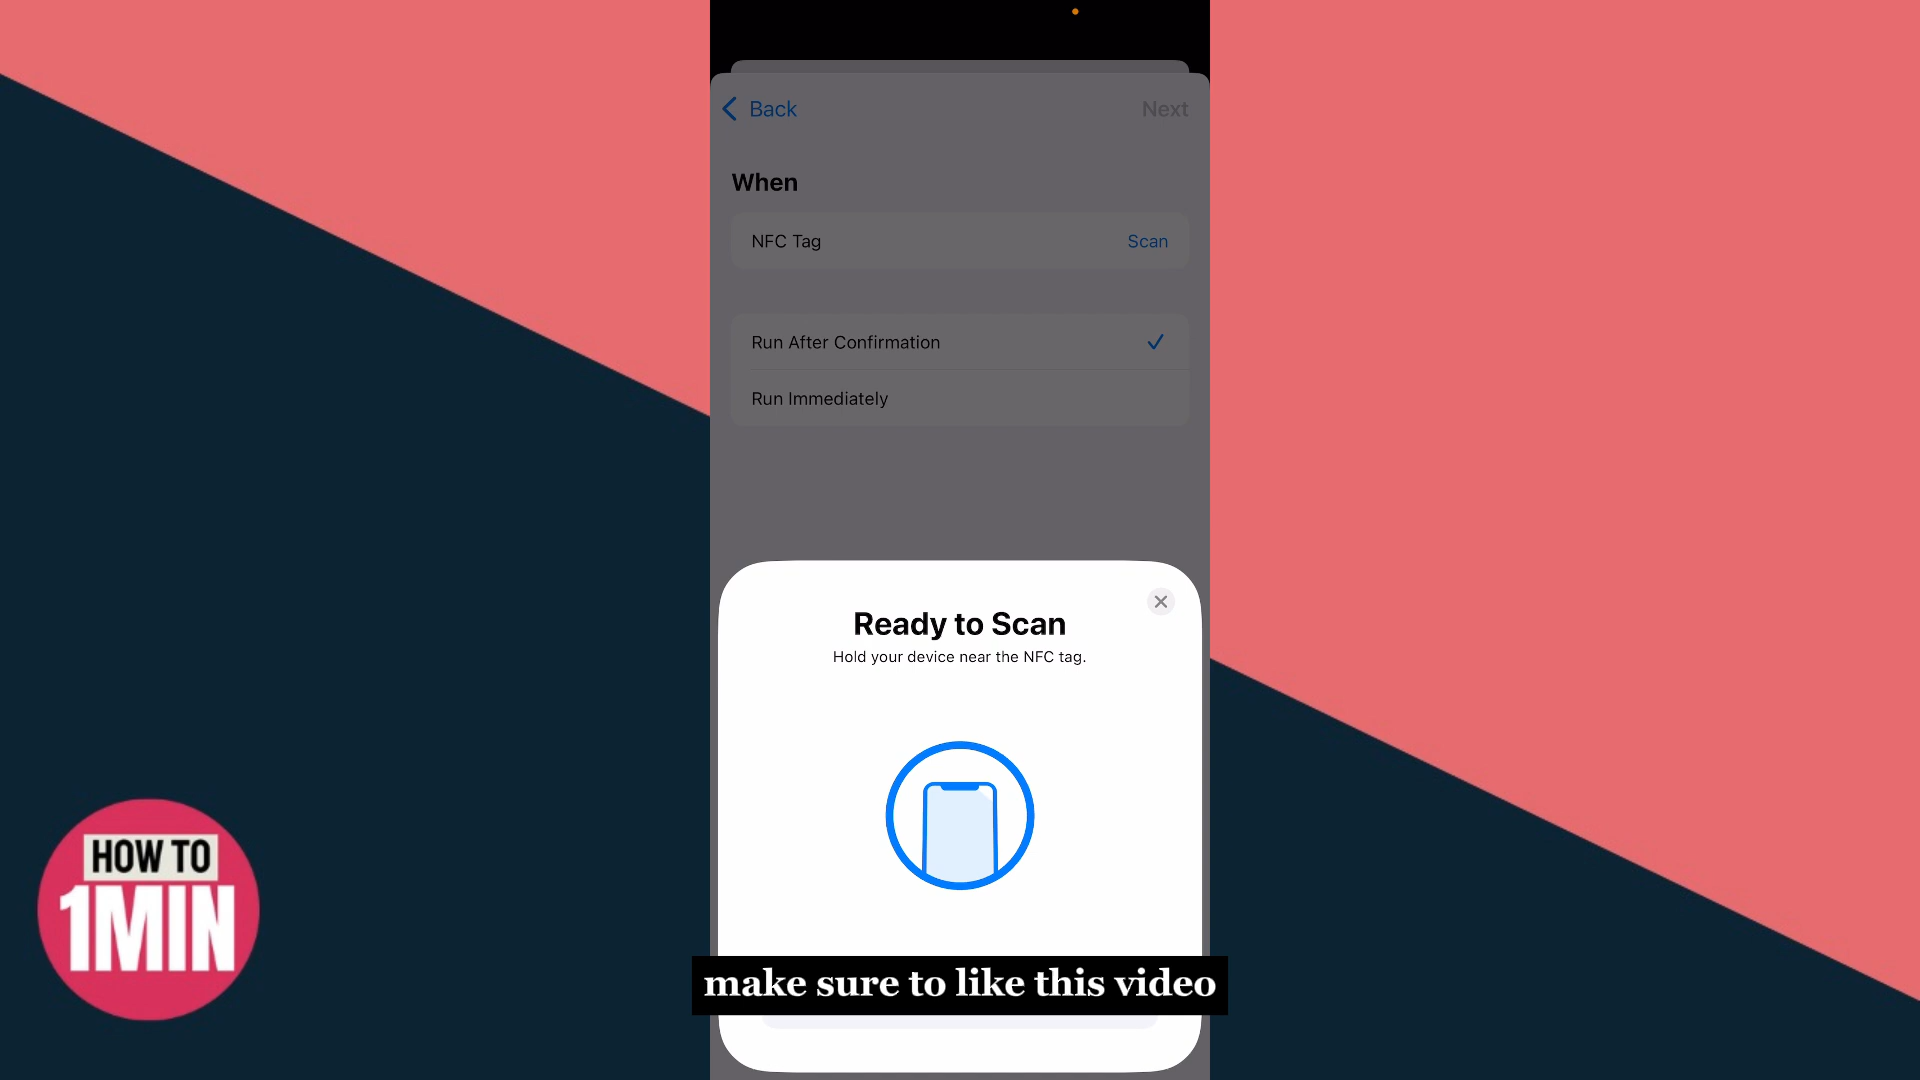 Back
Next
When
NFC Tag
Scan
Run After Confirmation
Run Immediately
Ready to Scan
Hold your device near the NFC tag.
HOW TO
1MIN
make sure to like this video